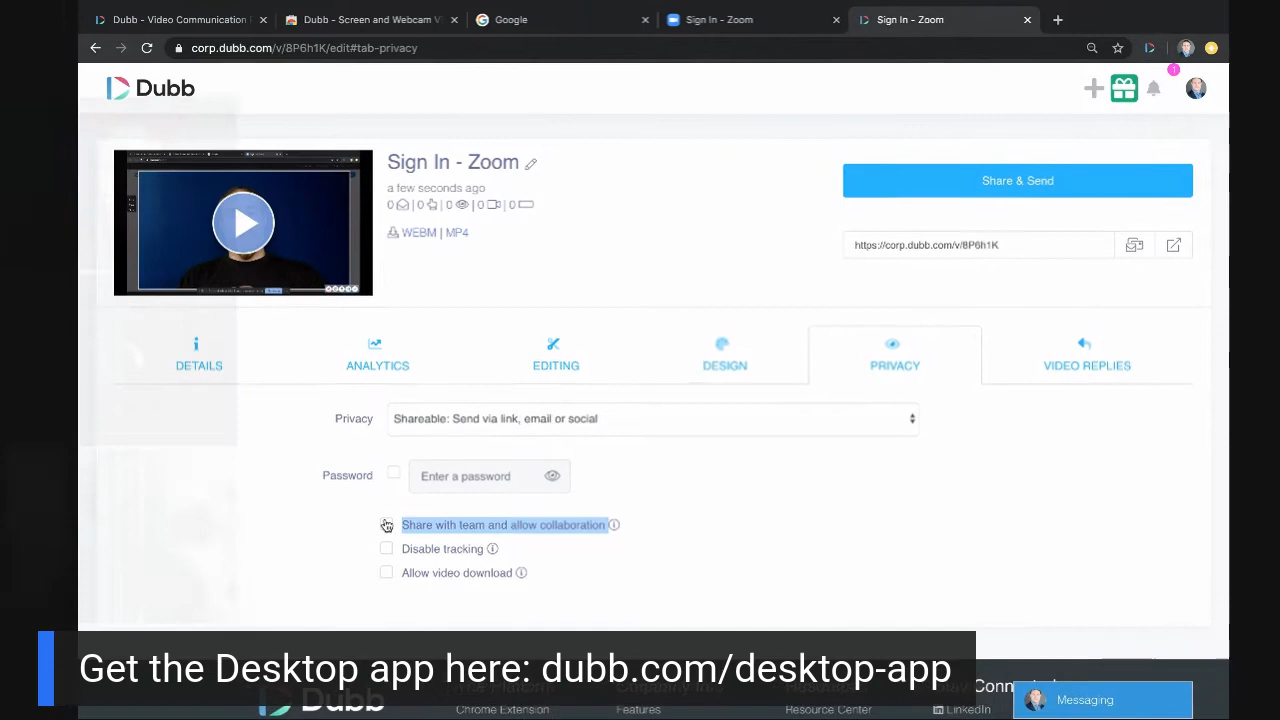 Dubb - Video Communication
Dubb - Screen and Webcam V
Google
Sign In - Zoom
Sign In - Zoom
corp.dubb.com/v/8P6h1K/edit#tab-privacy
Dubb
1
Sign In - Zoom
a few seconds ago
0 | 0 | 0 | 0 | 0
WEBM | MP4
Share & Send
https://corp.dubb.com/v/8P6h1K
DETAILS
ANALYTICS
EDITING
DESIGN
PRIVACY
VIDEO REPLIES
Privacy
Shareable: Send via link, email or social
Password
Enter a password
Share with team and allow collaboration
Disable tracking
Allow video download
Get the Desktop app here: dubb.com/desktop-app
Dubb
Chrome Extension
Features
Resource Center
LinkedIn
Messaging